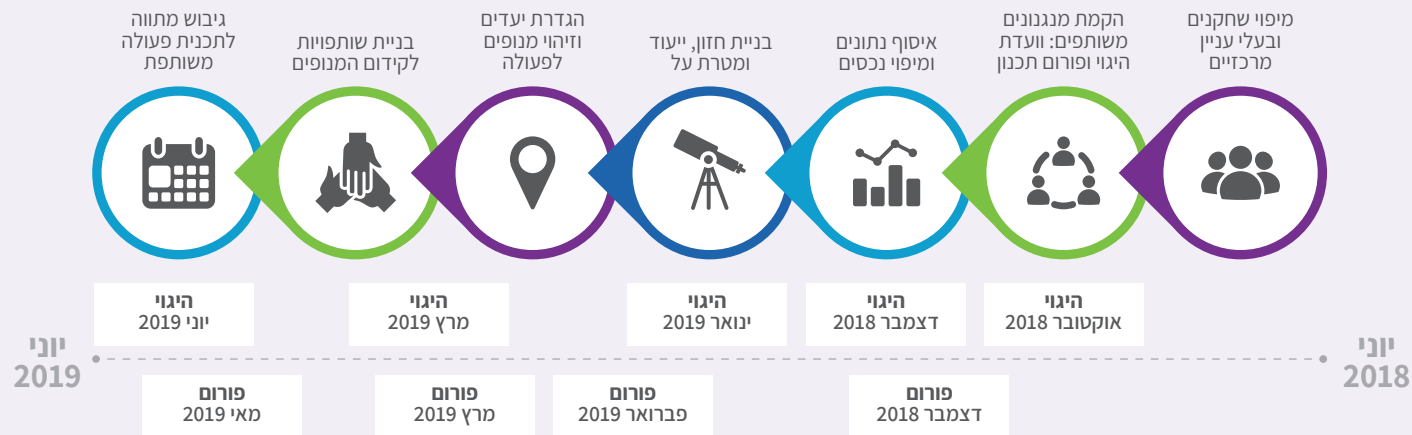 מיפוי שחקנים
ובעלי עניין
מרכזיים
הקמת מנגנונים
משותפים: וועדת
היגוי ופורום תכנון
איסוף נתונים
ומיפוי נכסים
בניית חזון, ייעוד
ומטרת על
הגדרת יעדים
וזיהוי מנופים
לפעולה
בניית שותפויות
לקידום המנופים
גיבוש מתווה
לתכנית פעולה
משותפת
היגוי
אוקטובר 2018
היגוי
דצמבר 2018
היגוי
ינואר 2019
היגוי
מרץ 2019
היגוי
יוני 2019
יוני
2018
יוני
2019
פורום
דצמבר 2018
פורום
פברואר 2019
פורום
מרץ 2019
פורום
מאי 2019